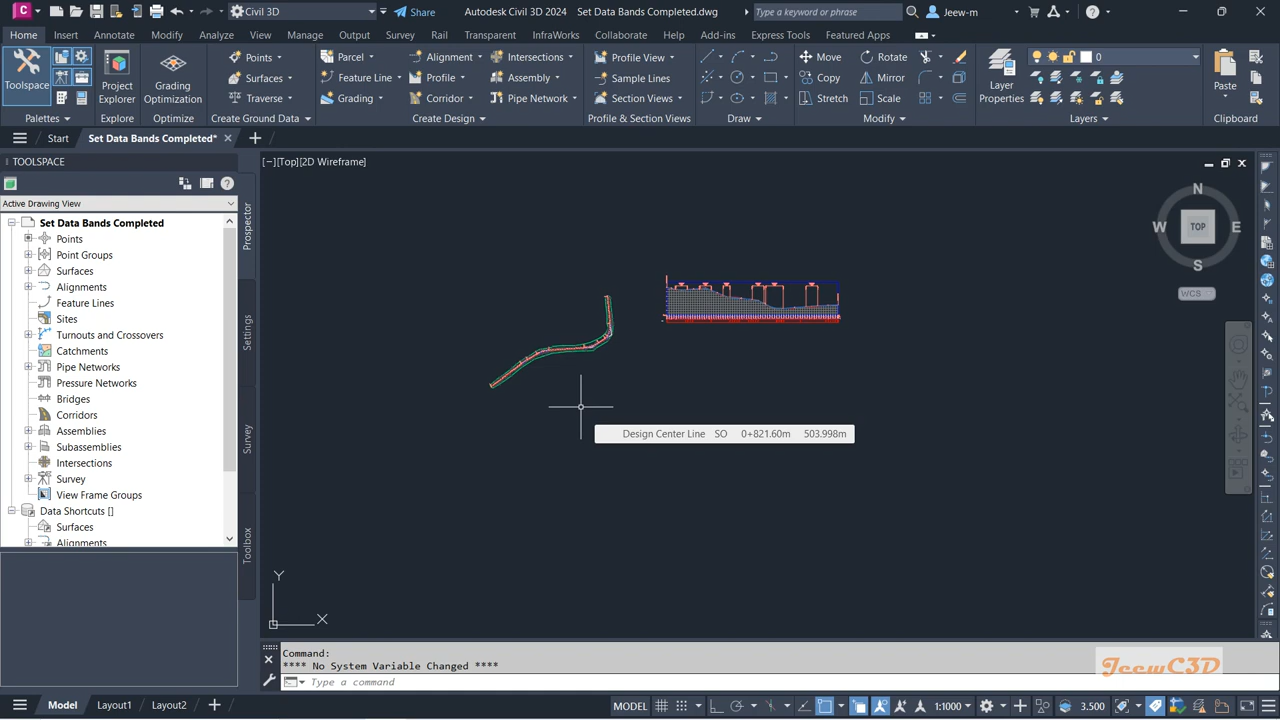 Civil 3D
Share
Autodesk Civil 3D 2024
Set Data Bands Completed.dwg
Type a keyword or phrase
Jeew-m
Home
Insert
Annotate
Modify
Analyze
View
Manage
Output
Survey
Rail
Transparent
InfraWorks
Collaborate
Help
Add-ins
Express Tools
Featured Apps
Points
Parcel
Alignment
Intersections
Profile View
Move
Rotate
0
Toolspace
Project Explorer
Grading Optimization
Surfaces
Feature Line
Profile
Assembly
Sample Lines
Copy
Mirror
Layer Properties
Paste
Traverse
Grading
Corridor
Pipe Network
Section Views
Stretch
Scale
Palettes
Explore
Optimize
Create Ground Data
Create Design
Profile & Section Views
Draw
Modify
Layers
Clipboard
Start
Set Data Bands Completed*
TOOLSPACE
[−][Top][2D Wireframe]
Active Drawing View
Set Data Bands Completed
Points
Point Groups
Surfaces
Alignments
Feature Lines
Sites
Turnouts and Crossovers
Catchments
Pipe Networks
Pressure Networks
Bridges
Corridors
Assemblies
Subassemblies
Intersections
Survey
View Frame Groups
Data Shortcuts []
Surfaces
Alignments
Prospector
Settings
Survey
Toolbox
N
W
TOP
E
S
WCS
Design Center Line SO 0+821.60m 503.998m
Y
X
Command:
**** No System Variable Changed ****
Type a command
JeewC3D
Model
Layout1
Layout2
MODEL
1:1000
3.500